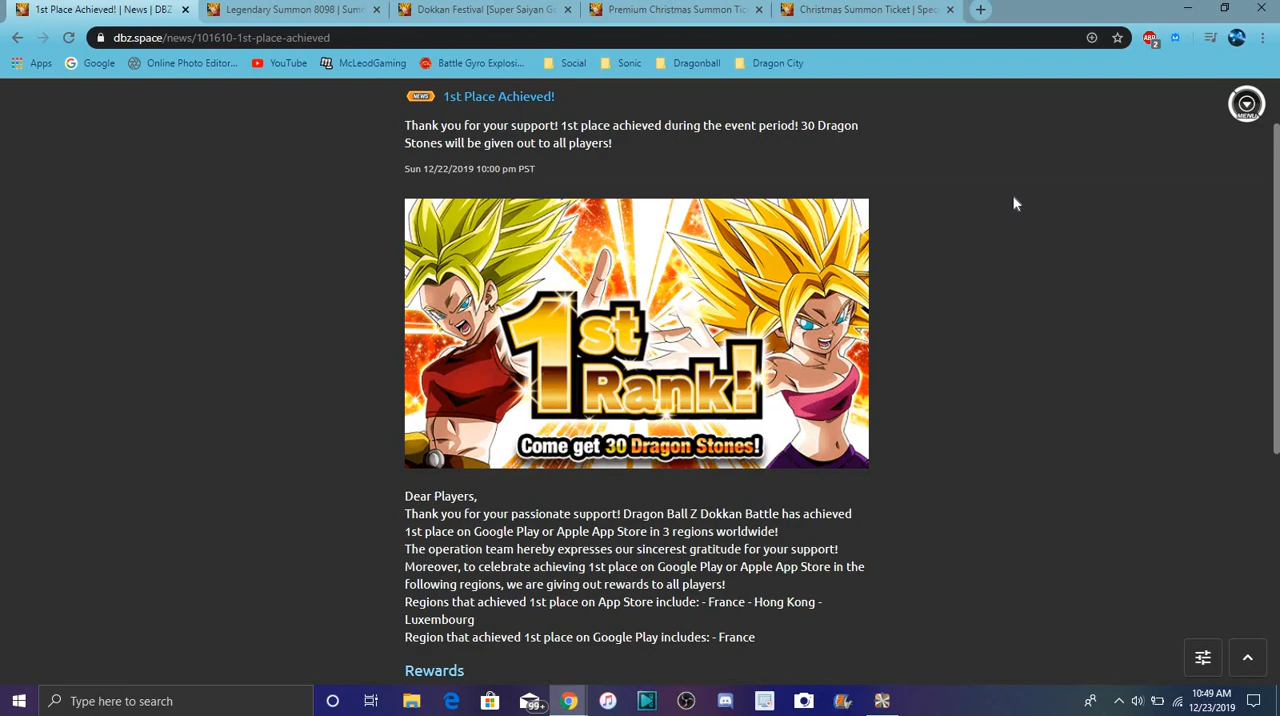 1st Place Achieved! | News | DBZ
Legendary Summon 8098 | Sum
Dokkan Festival [Super Saiyan Go
Premium Christmas Summon Tic
Christmas Summon Ticket | Spec
dbz.space/news/101610-1st-place-achieved
ABP
2
Apps
Google
Online Photo Editor...
YouTube
McLeodGaming
Battle Gyro Explosi...
Social
Sonic
Dragonball
Dragon City
NEWS
1st Place Achieved!
MENU
Thank you for your support! 1st place achieved during the event period! 30 Dragon
Stones will be given out to all players!
Sun 12/22/2019 10:00 pm PST
1st
Rank!
Come get 30 Dragon Stones!
Dear Players,
Thank you for your passionate support! Dragon Ball Z Dokkan Battle has achieved
1st place on Google Play or Apple App Store in 3 regions worldwide!
The operation team hereby expresses our sincerest gratitude for your support!
Moreover, to celebrate achieving 1st place on Google Play or Apple App Store in the
following regions, we are giving out rewards to all players!
Regions that achieved 1st place on App Store include: - France - Hong Kong -
Luxembourg
Region that achieved 1st place on Google Play includes: - France
Rewards
Type here to search
99+
10:49 AM
12/23/2019